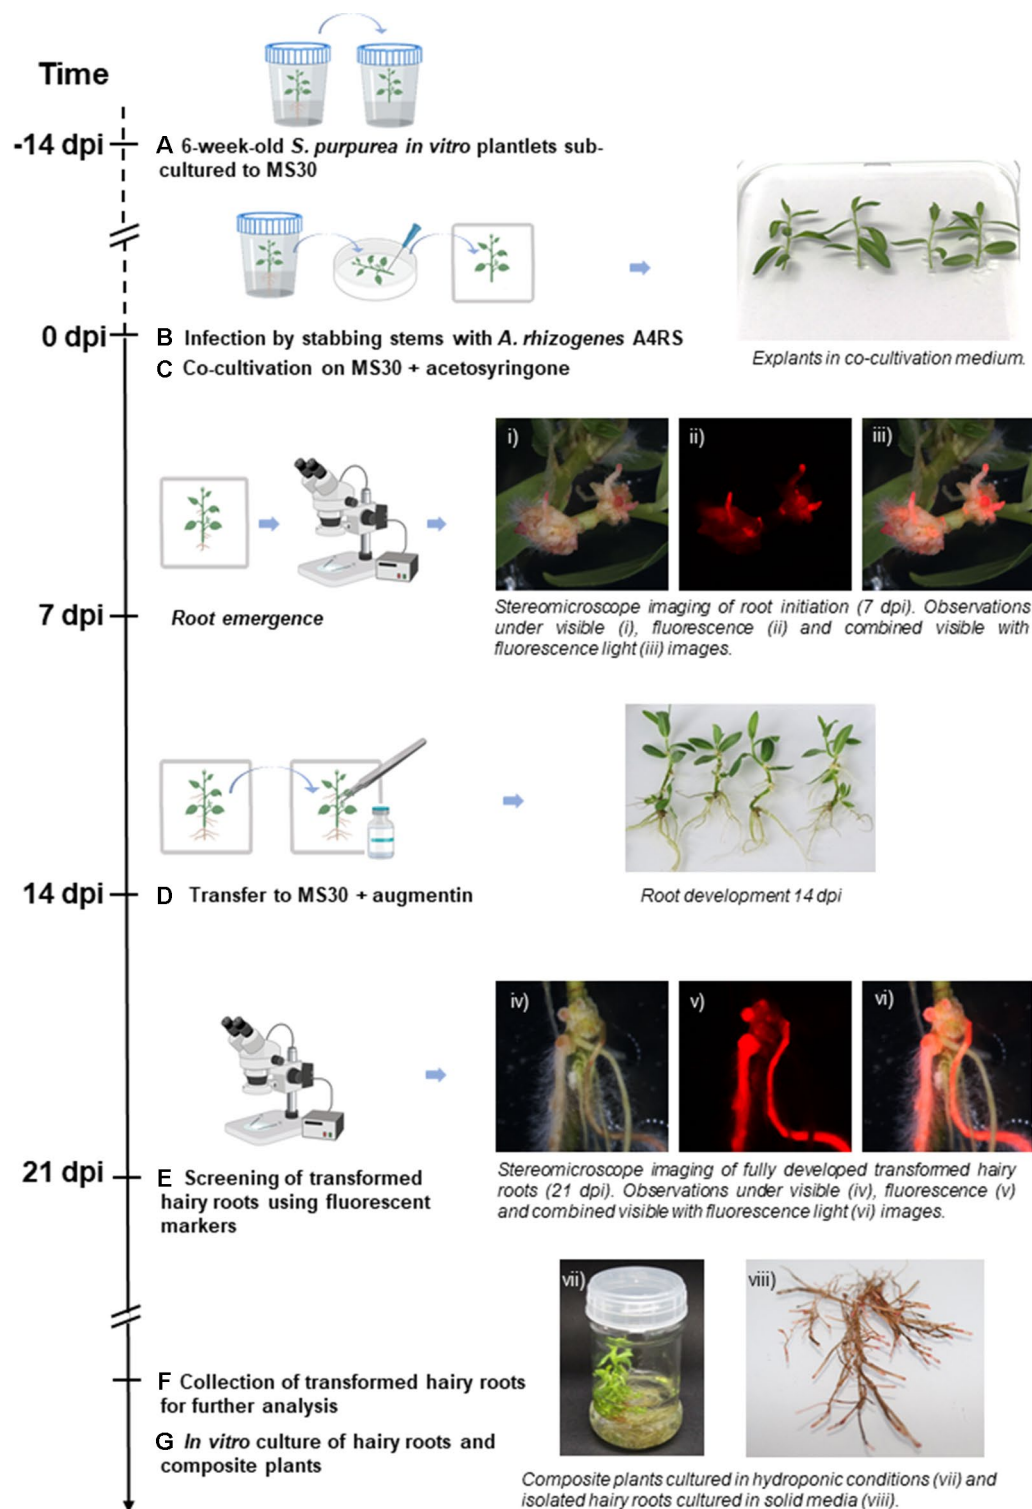 Time
-14 dpi
A 6-week-old S. purpurea in vitro plantlets sub-
cultured to MS30
0 dpi
B Infection by stabbing stems with A. rhizogenes A4RS
C Co-cultivation on MS30 + acetosyringone
Explants in co-cultivation medium.
i)
ii)
iii)
7 dpi
Root emergence
Stereomicroscope imaging of root initiation (7 dpi). Observations
under visible (i), fluorescence (ii) and combined visible with
fluorescence light (iii) images.
14 dpi
D Transfer to MS30 + augmentin
Root development 14 dpi
iv)
v)
vi)
21 dpi
E Screening of transformed
hairy roots using fluorescent
markers
Stereomicroscope imaging of fully developed transformed hairy
roots (21 dpi). Observations under visible (iv), fluorescence (v)
and combined visible with fluorescence light (vi) images.
vii)
viii)
F Collection of transformed hairy roots
for further analysis
G In vitro culture of hairy roots and
composite plants
Composite plants cultured in hydroponic conditions (vii) and
isolated hairy roots cultured in solid media (viii).